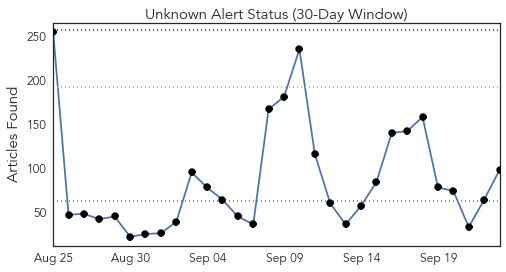 Unknown Alert Status (30-Day Window)
Articles Found
250
200
150
100
50
Aug 25 Aug 30 Sep 04 Sep 09 Sep 14 Sep 19